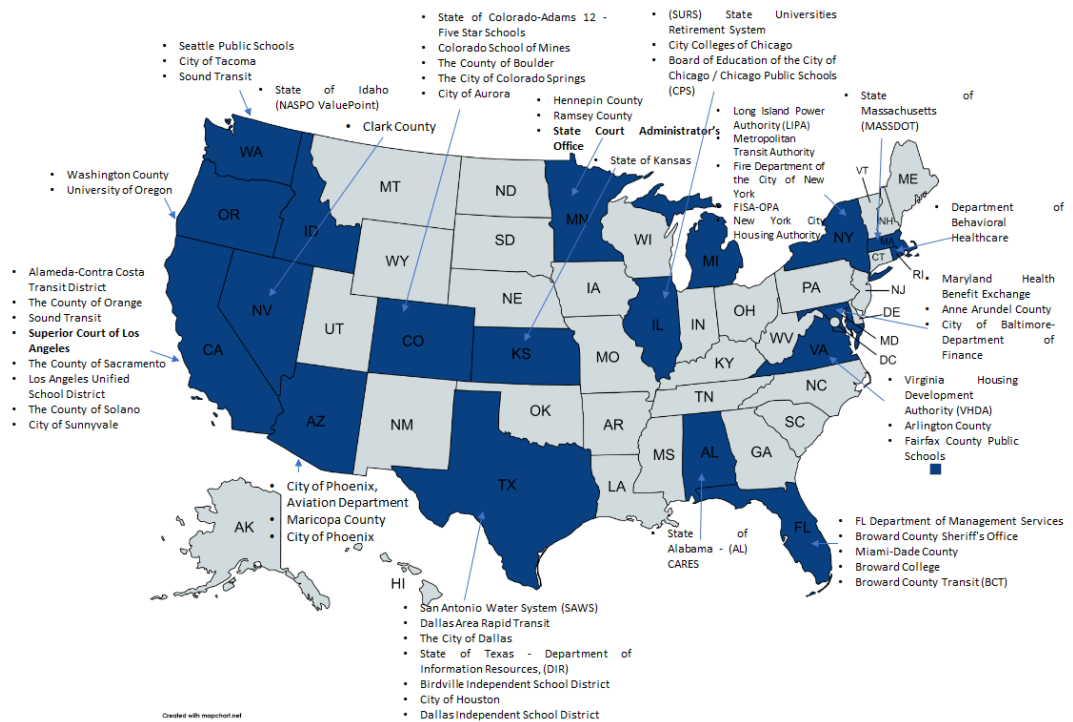 • Seattle Public Schools
• City of Tacoma
• Sound Transit
• State of Idaho
(NASPO ValuePoint)
• Clark County
• State of Colorado-Adams 12 -
Five Star Schools
• Colorado School of Mines
• The County of Boulder
• The City of Colorado Springs
• City of Aurora
• Hennepin County
• Ramsey County
• State Court Administrator's
Office
• State of Kansas
• (SURS) State Universities
Retirement System
• City Colleges of Chicago
• Board of Education of the City of
Chicago / Chicago Public Schools
(CPS)
• Long Island Power
Authority (LIPA)
• Metropolitan
Transit Authority
• Fire Department of
the City of New
York
• FISA-OPA
• New York City
Housing Authority
• State of
Massachusetts
(MASSDOT)
• Department of
Behavioral
Healthcare
• Washington County
• University of Oregon
• Alameda-Contra Costa
Transit District
• The County of Orange
• Sound Transit
• Superior Court of Los
Angeles
• The County of Sacramento
• Los Angeles Unified
School District
• The County of Solano
• City of Sunnyvale
• Maryland Health
Benefit Exchange
• Anne Arundel County
• City of Baltimore-
Department of
Finance
• Virginia Housing
Development
Authority (VHDA)
• Arlington County
• Fairfax County Public
Schools
• City of Phoenix,
Aviation Department
• Maricopa County
• City of Phoenix
• State of
Alabama - (AL)
CARES
• FL Department of Management Services
• Broward County Sheriff's Office
• Miami-Dade County
• Broward College
• Broward County Transit (BCT)
• San Antonio Water System (SAWS)
• Dallas Area Rapid Transit
• The City of Dallas
• State of Texas - Department of
Information Resources, (DIR)
• Birdville Independent School District
• City of Houston
• Dallas Independent School District
WA
OR
ID
MT
ND
MN
SD
WI
MI
WY
NE
IA
NV
UT
CO
CA
KS
MO
IL
IN
OH
PA
NY
VT
NH
ME
MA
CT
RI
NJ
DE
MD
DC
WV
VA
KY
NC
TN
SC
AZ
NM
OK
AR
MS
AL
GA
LA
TX
FL
AK
HI
Created with mapchart.net